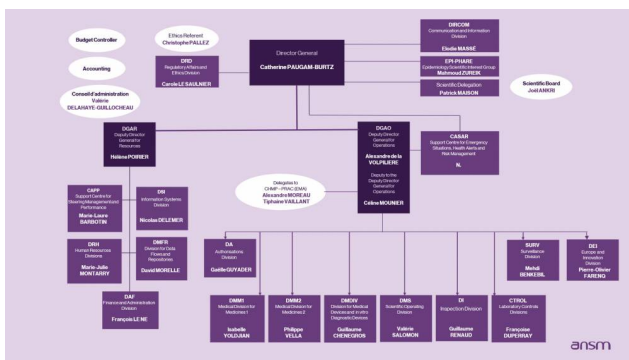 Budget Controller
Accounting
Conseil d'administration
Valérie
DELAHAYE-GUILLOCHEAU
Ethics Referent
Christophe PALLEZ
DRD
Regulatory Affairs and
Ethics Division
Carole LE SAULNIER
Director General
Catherine PAUGAM-BURTZ
DIRCOM
Communication and Information
Division
Elodie MASSÉ
EPI-PHARE
Epidemiology Scientific Interest Group
Mahmoud ZUREIK
Scientific Delegation
Patrick MAISON
Scientific Board
Joël ANKRI
DGAR
Deputy Director
General for
Resources
Hélène POIRIER
DGAO
Deputy Director
General for
Operations
Alexandre de la
VOLPILIERE
Deputy to the
Deputy Director
General for
Operations
Céline MOUNIER
CASAR
Support Centre for Emergency
Situations, Health Alerts and
Risk Management
N.
Delegates to
CHMP - PRAC (EMA)
Alexandre MOREAU
Tiphaine VAILLANT
CAPP
Support Centre for
Steering Management and
Performance
Marie-Laure
BARBOTIN
DSI
Information Systems
Division
Nicolas DELEMER
DRH
Human Resources
Divisions
Marie-Julie
MONTARRY
DMFR
Division for Data
Flows and
Repositories
David MORELLE
DAF
Finance and Administration
Division
François LENE
DA
Authorisations
Division
Gaëlle GUYADER
SURV
Surveillance
Division
Mehdi
BENKEBIL
DEI
Europe and
Innovation
Division
Pierre-Olivier
FARENQ
DMM1
Medical Division for
Medicines 1
Isabelle
YOLDJIAN
DMM2
Medical Division for
Medicines 2
Philippe
VELLA
DMDIV
Division for Medical
Devices and in vitro
Diagnostic Devices
Guillaume
CHENEGROS
DMS
Scientific Operating
Division
Valérie
SALOMON
DI
Inspection Division
Guillaume
RENAUD
CTROL
Laboratory Controls
Divisions
Françoise
DUPERRAY
ansm